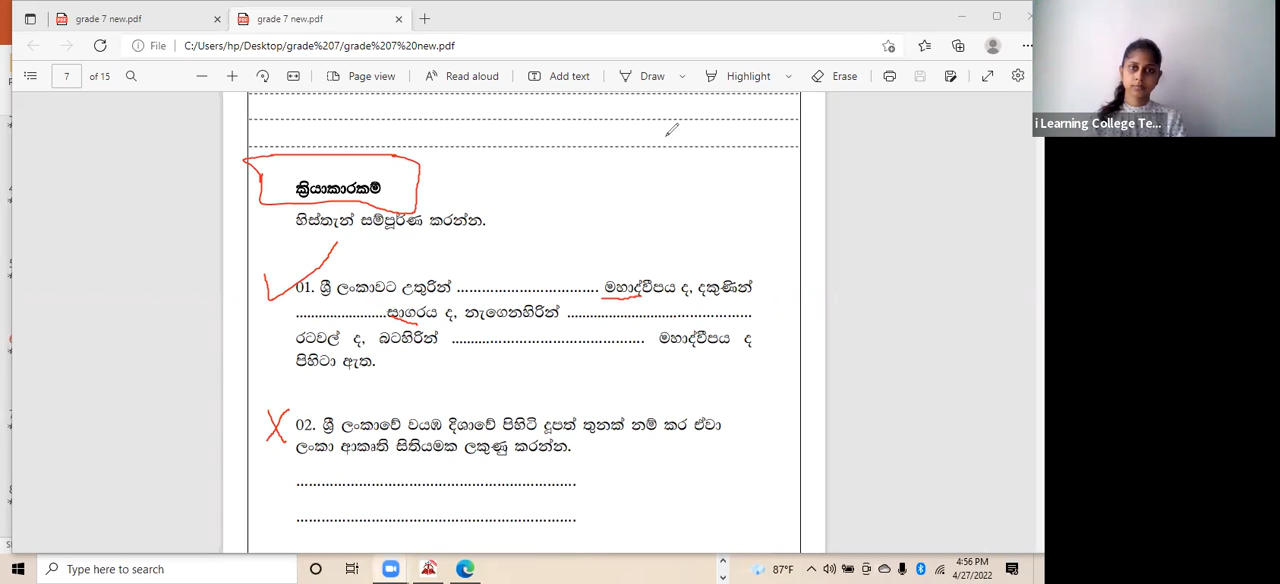 grade 7 new.pdf
grade 7 new.pdf
File C:/Users/hp/Desktop/grade%207/grade%207%20new.pdf
7 of 15 Page view Read aloud Add text Draw Highlight Erase
i Learning College Te...
ක්‍රියාකාරකම්
හිස්තැන් සම්පූර්ණ කරන්න.
01. ශ්‍රී ලංකාවට උතුරින් ................................. මහාද්වීපය ද, දකුණින්
......................සාගරය ද, නැගෙනහිරින් ............................................
රටවල් ද, බටහිරින් .............................................. මහාද්වීපය ද
පිහිටා ඇත.
02. ශ්‍රී ලංකාවේ වයඹ දිශාවේ පිහිටි දූපත් තුනක් නම් කර ඒවා
ලංකා ආකෘති සිතියමක ලකුණු කරන්න.
..................................................................
..................................................................
Type here to search
87°F
4:56 PM
4/27/2022